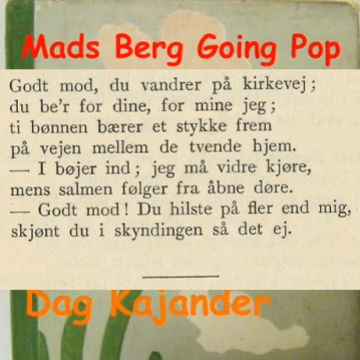 Mads Berg Going Pop
Godt mod, du vandrer på kirkevej;
du be'r for dine, for mine jeg;
ti bønnen bærer et stykke frem
på vejen mellem de tvende hjem.
— I bøjer ind; jeg må vidre kjøre,
mens salmen følger fra åbne døre.
— Godt mod! Du hilste på fler end mig,
skjønt du i skyndingen så det ej.
Dag Kajander